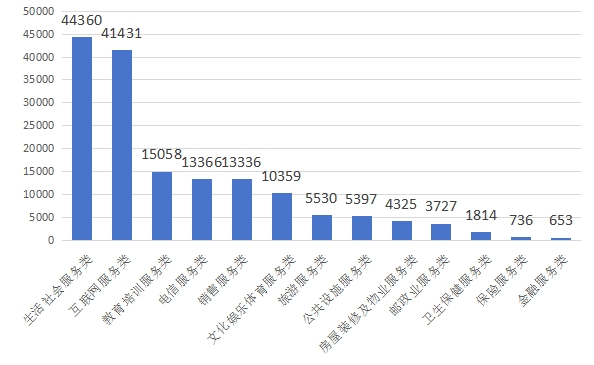 50000
45000
40000
35000
30000
25000
20000
15000
10000
5000
0
44360
41431
15058
13366
13336
10359
5530
5397
4325
3727
1814
736
653
生活社会服务类
互联网服务类
教育培训服务类
电信服务类
销售服务类
文化娱乐体育服务类
旅游服务类
公共设施服务类
房屋装修及物业服务类
邮政业服务类
卫生保健服务类
保险服务类
金融服务类